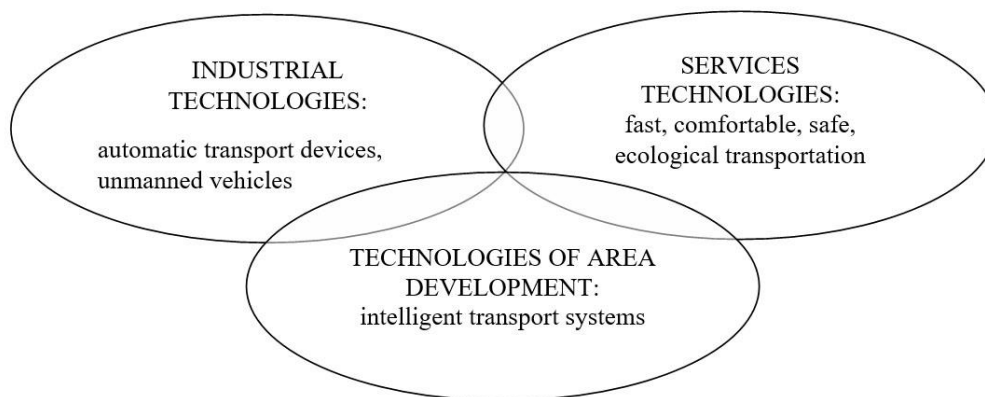 INDUSTRIAL
TECHNOLOGIES:
automatic transport devices,
unmanned vehicles
SERVICES
TECHNOLOGIES:
fast, comfortable, safe,
ecological transportation
TECHNOLOGIES OF AREA
DEVELOPMENT:
intelligent transport systems